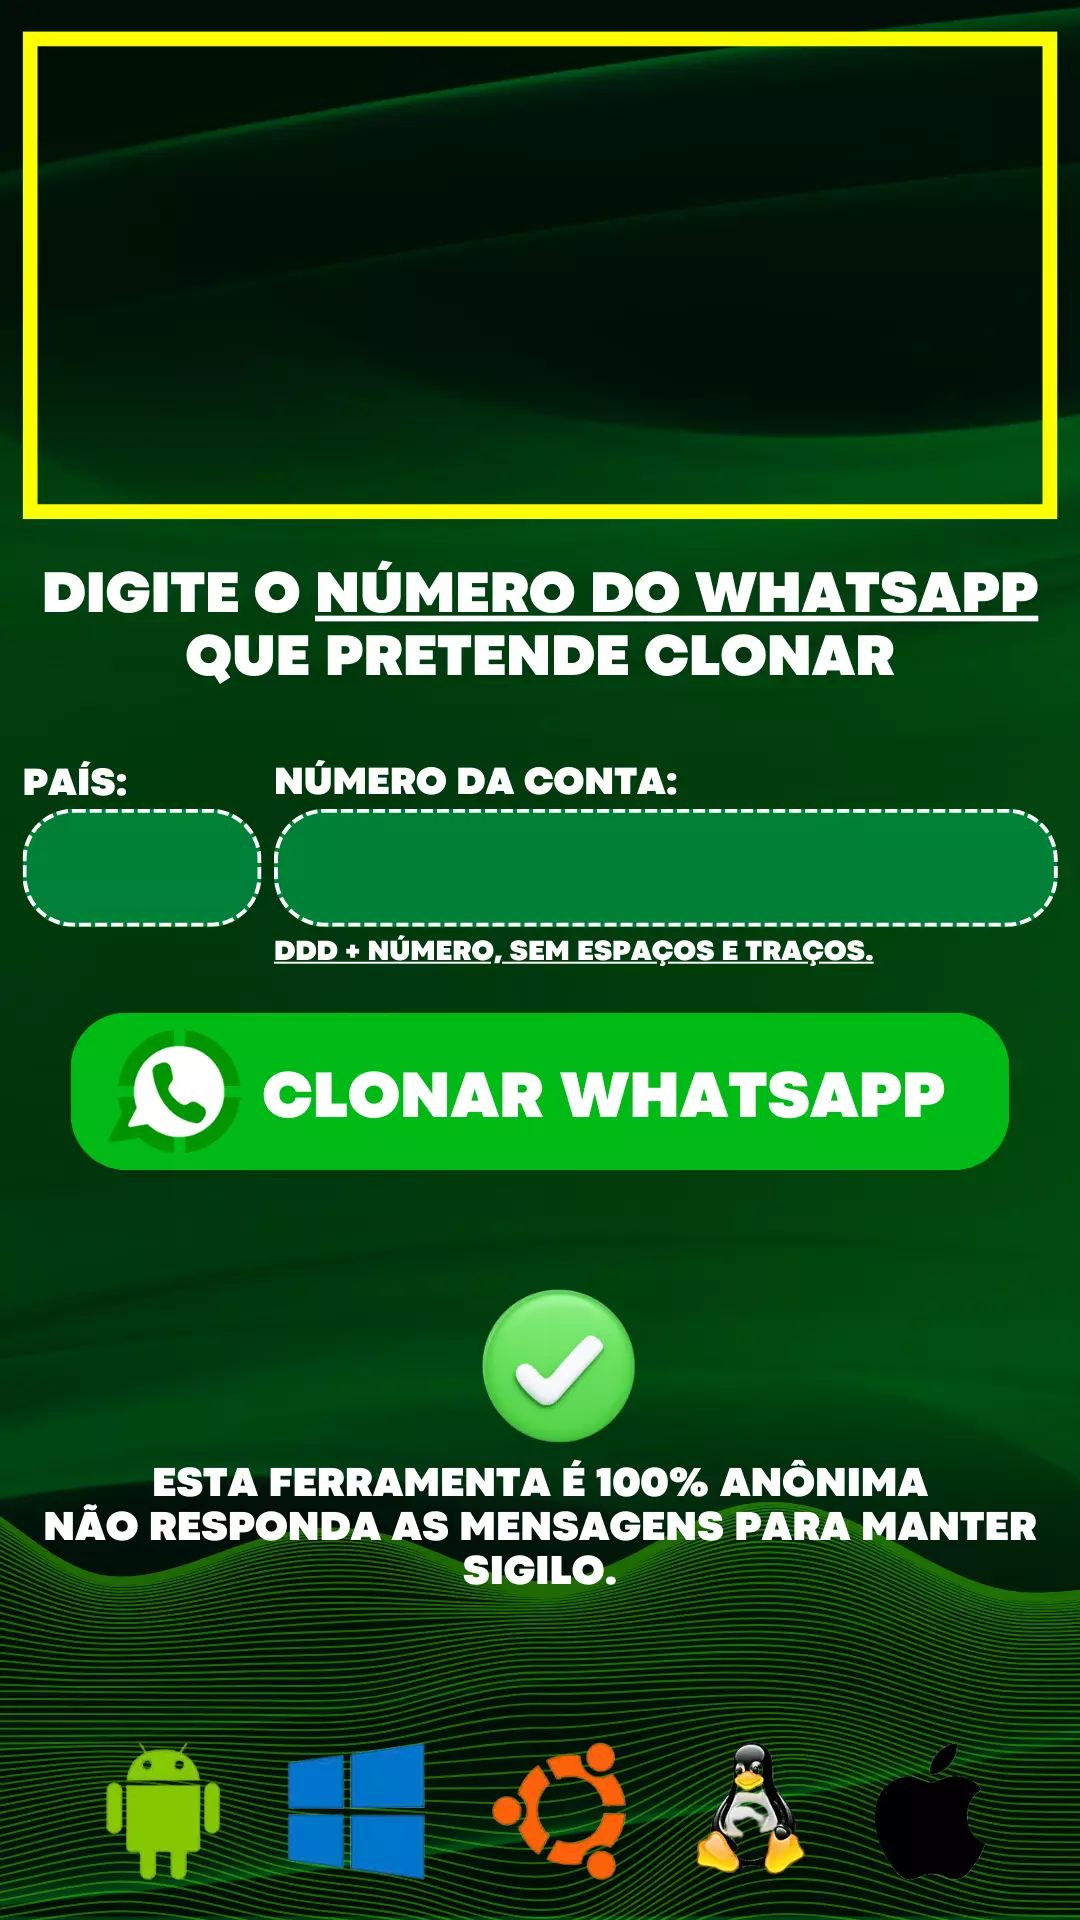 DIGITE O NÚMERO DO WHATSAPP
QUE PRETENDE CLONAR
PAÍS:
NÚMERO DA CONTA:
DDD + NÚMERO, SEM ESPAÇOS E TRAÇOS.
CLONAR WHATSAPP
ESTA FERRAMENTA É 100% ANÔNIMA
NÃO RESPONDA AS MENSAGENS PARA MANTER
SIGILO.